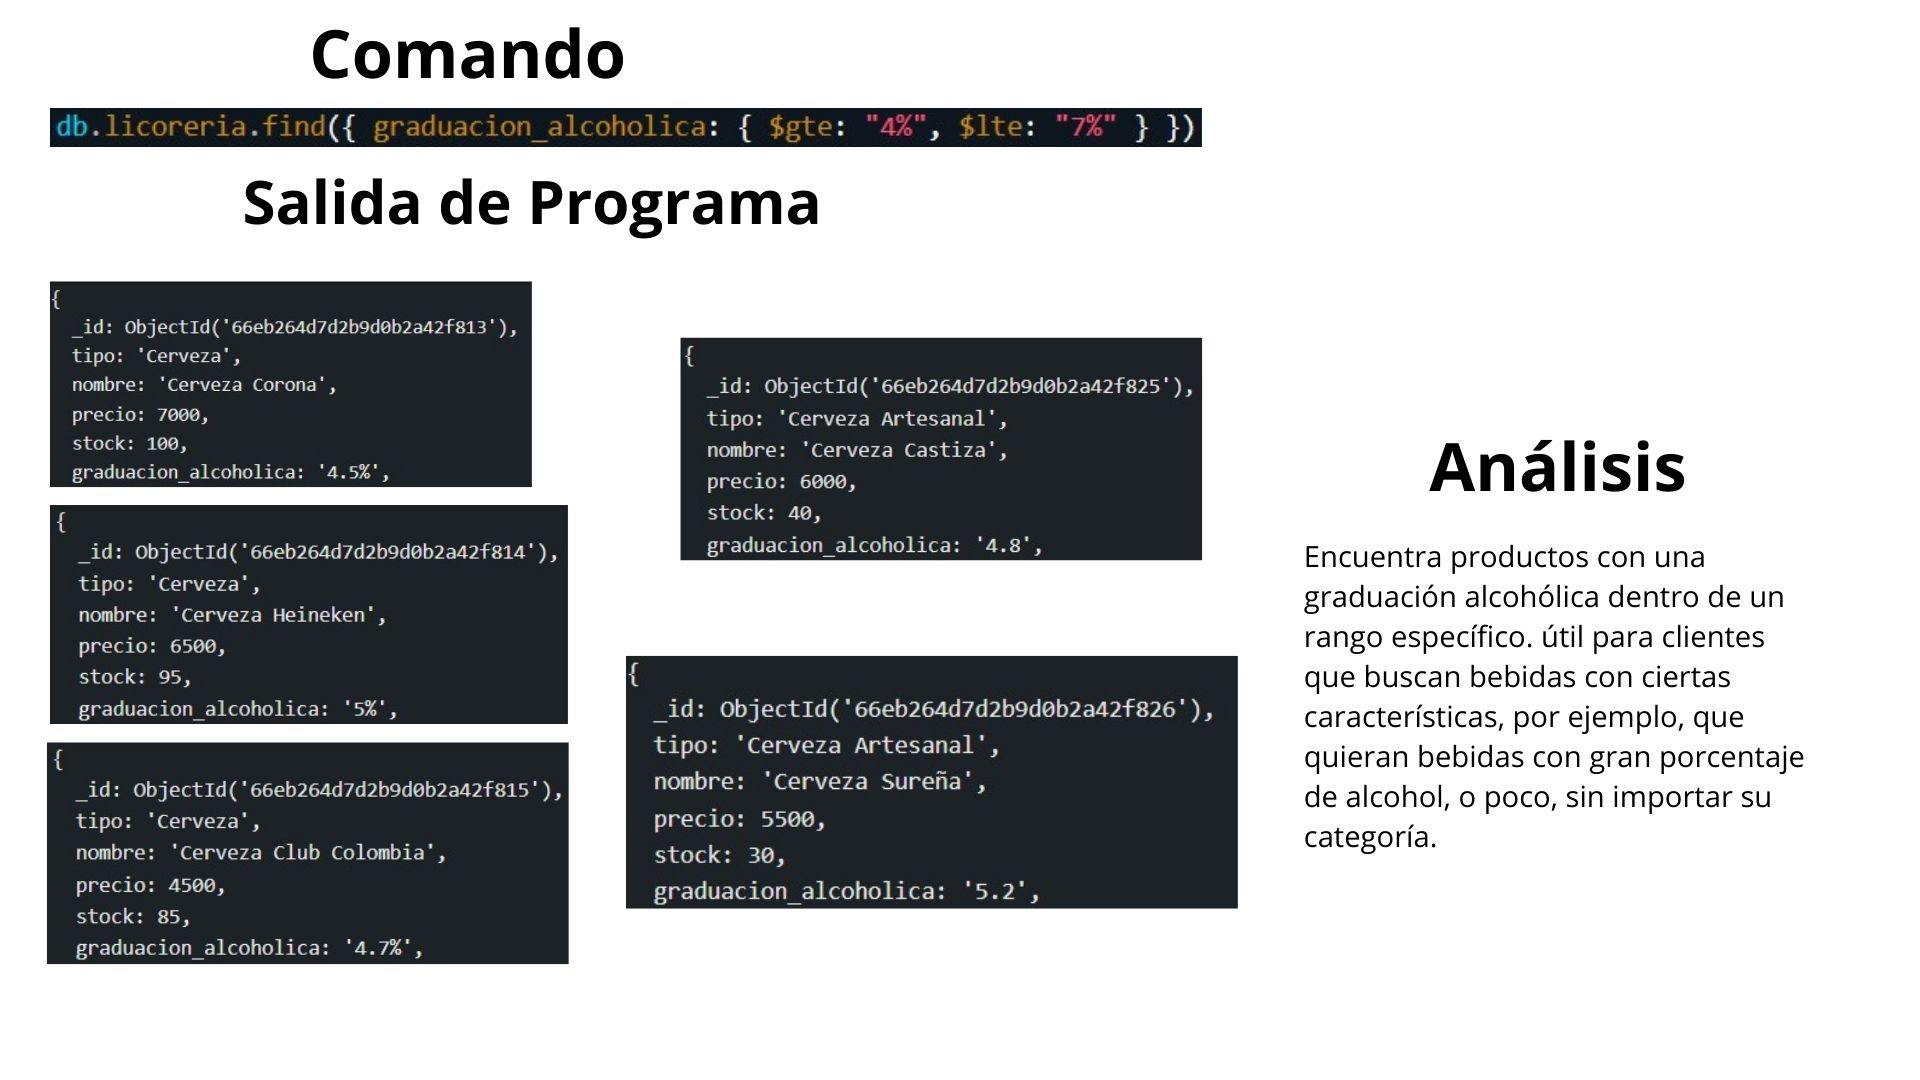 Comando
db.licoreria.find({ graduacion_alcoholica: { $gte: "4%", $lte: "7%" } })
Salida de Programa
{
_id: ObjectId('66eb264d7d2b9d0b2a42f813'),
tipo: 'Cerveza',
nombre: 'Cerveza Corona',
precio: 7000,
stock: 100,
graduacion_alcoholica: '4.5%',
{
_id: ObjectId('66eb264d7d2b9d0b2a42f814'),
tipo: 'Cerveza',
nombre: 'Cerveza Heineken',
precio: 6500,
stock: 95,
graduacion_alcoholica: '5%',
{
_id: ObjectId('66eb264d7d2b9d0b2a42f815'),
tipo: 'Cerveza',
nombre: 'Cerveza Club Colombia',
precio: 4500,
stock: 85,
graduacion_alcoholica: '4.7%',
{
_id: ObjectId('66eb264d7d2b9d0b2a42f825'),
tipo: 'Cerveza Artesanal',
nombre: 'Cerveza Castiza',
precio: 6000,
stock: 40,
graduacion_alcoholica: '4.8',
{
_id: ObjectId('66eb264d7d2b9d0b2a42f826'),
tipo: 'Cerveza Artesanal',
nombre: 'Cerveza Sureña',
precio: 5500,
stock: 30,
graduacion_alcoholica: '5.2',
Análisis
Encuentra productos con una
graduación alcohólica dentro de un
rango específico. útil para clientes
que buscan bebidas con ciertas
características, por ejemplo, que
quieran bebidas con gran porcentaje
de alcohol, o poco, sin importar su
categoría.